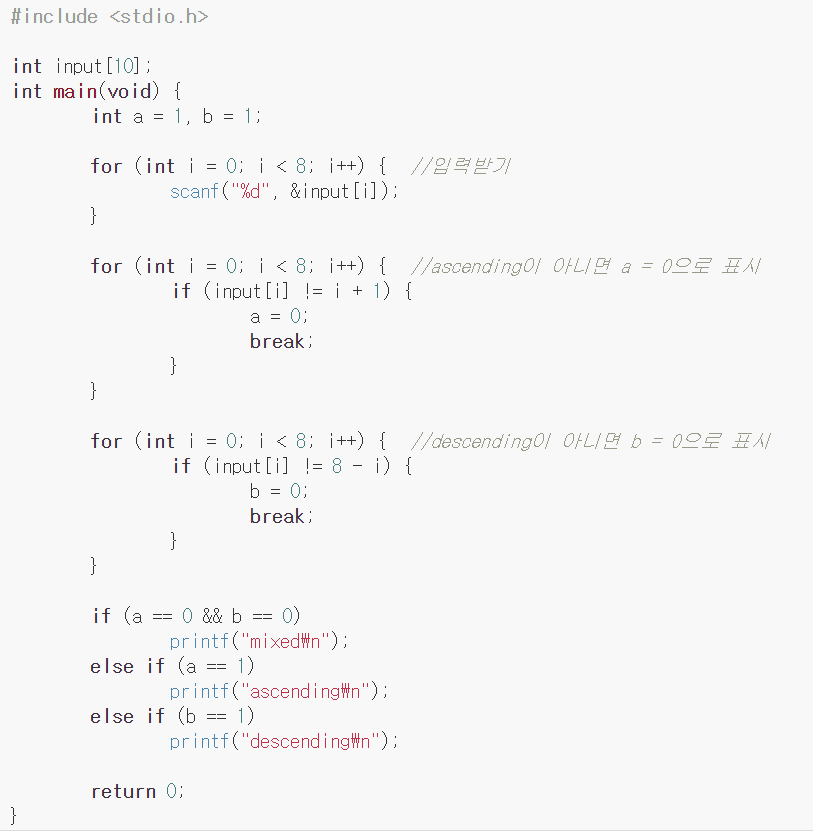 #include <stdio.h>
int input[10];
int main(void) {
int a = 1, b = 1;
for (int i = 0; i < 8; i++) {  //입력받기
scanf("%d", &input[i]);
}
for (int i = 0; i < 8; i++) {  //ascending이 아니면 a = 0으로 표시
if (input[i] != i + 1) {
a = 0;
break;
}
}
for (int i = 0; i < 8; i++) {  //descending이 아니면 b = 0으로 표시
if (input[i] != 8 - i) {
b = 0;
break;
}
}
if (a == 0 && b == 0)
printf("mixed₩n");
else if (a == 1)
printf("ascending₩n");
else if (b == 1)
printf("descending₩n");
return 0;
}